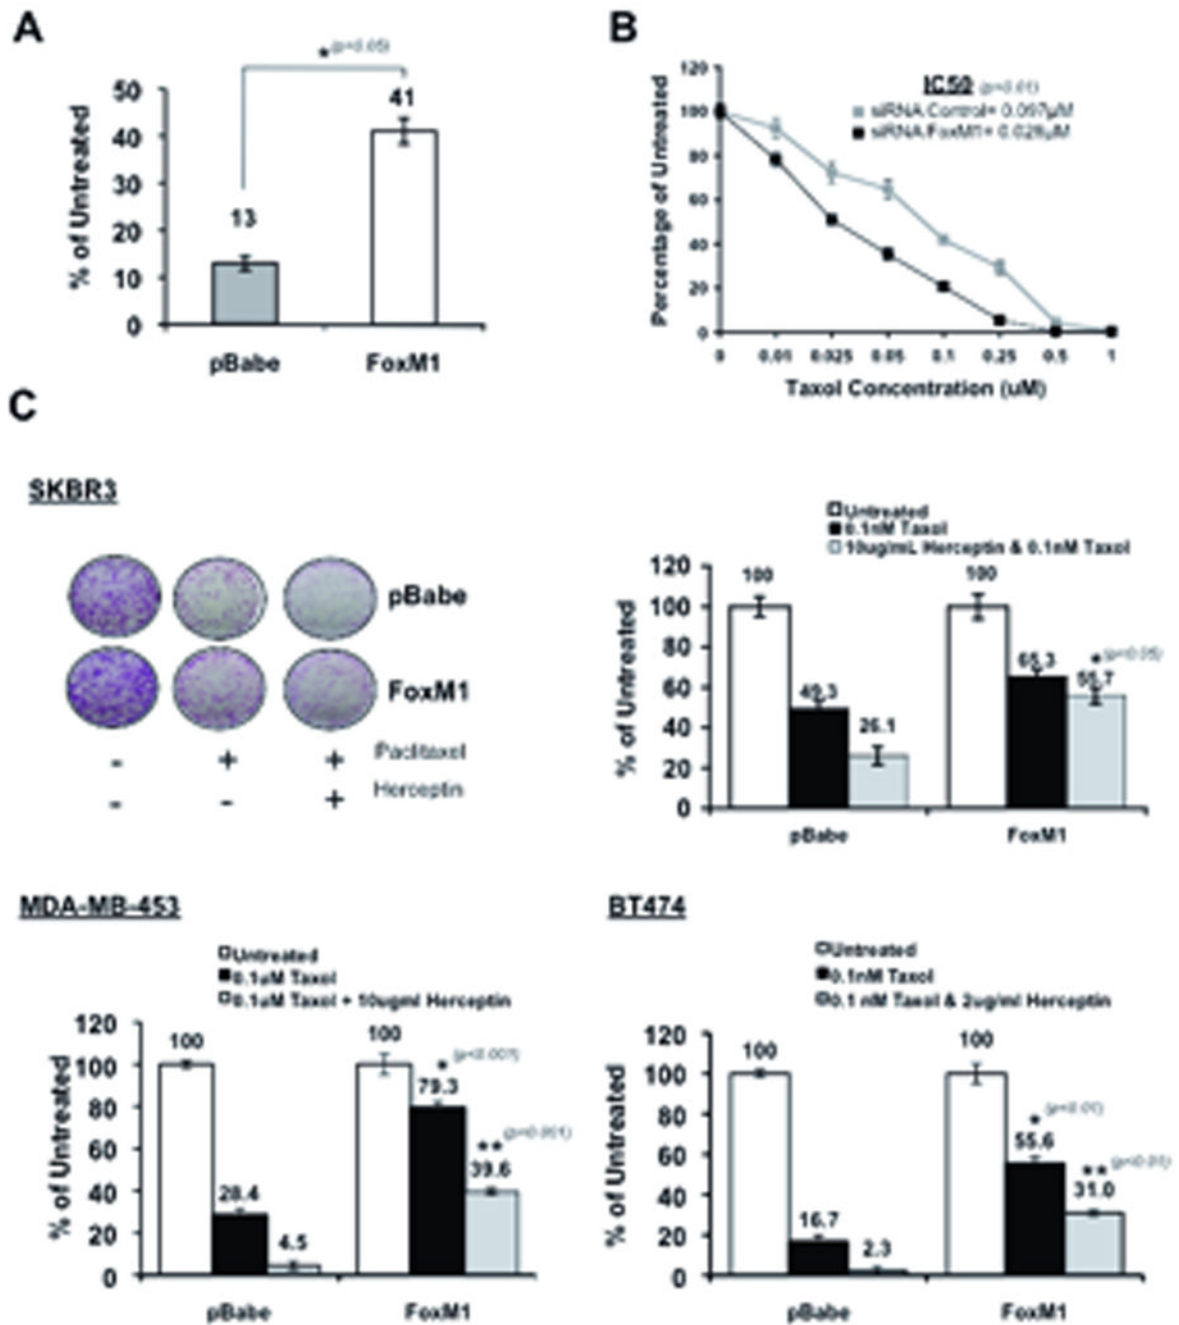 A
*(p<0.05)
% of Untreated
50
40
30
20
10
0
13
41
pBabe
FoxM1
B
Percentage of Untreated
120
100
80
60
40
20
0
IC50 (p<0.01)
siRNA Control= 0.097µM
siRNA FoxM1= 0.028µM
0 0.01 0.025 0.05 0.1 0.25 0.5 1
Taxol Concentration (uM)
C
SKBR3
pBabe
FoxM1
- + + Paclitaxol
- - + Herceptin
Untreated
0.1nM Taxol
10ug/mL Herceptin & 0.1nM Taxol
% of Untreated
120
100
80
60
40
20
0
100
49.3
26.1
100
65.3
*(p<0.05)
55.7
pBabe
FoxM1
MDA-MB-453
Untreated
0.1uM Taxol
0.1uM Taxol + 10ugml Herceptin
% of Untreated
120
100
80
60
40
20
0
100
28.4
4.5
100
*
79.3
**
39.6
pBabe
FoxM1
BT474
Untreated
0.1nM Taxol
0.1 nM Taxol & 2ug/ml Herceptin
% of Untreated
120
100
80
60
40
20
0
100
16.7
2.3
100
*
55.6
**
31.0
pBabe
FoxM1